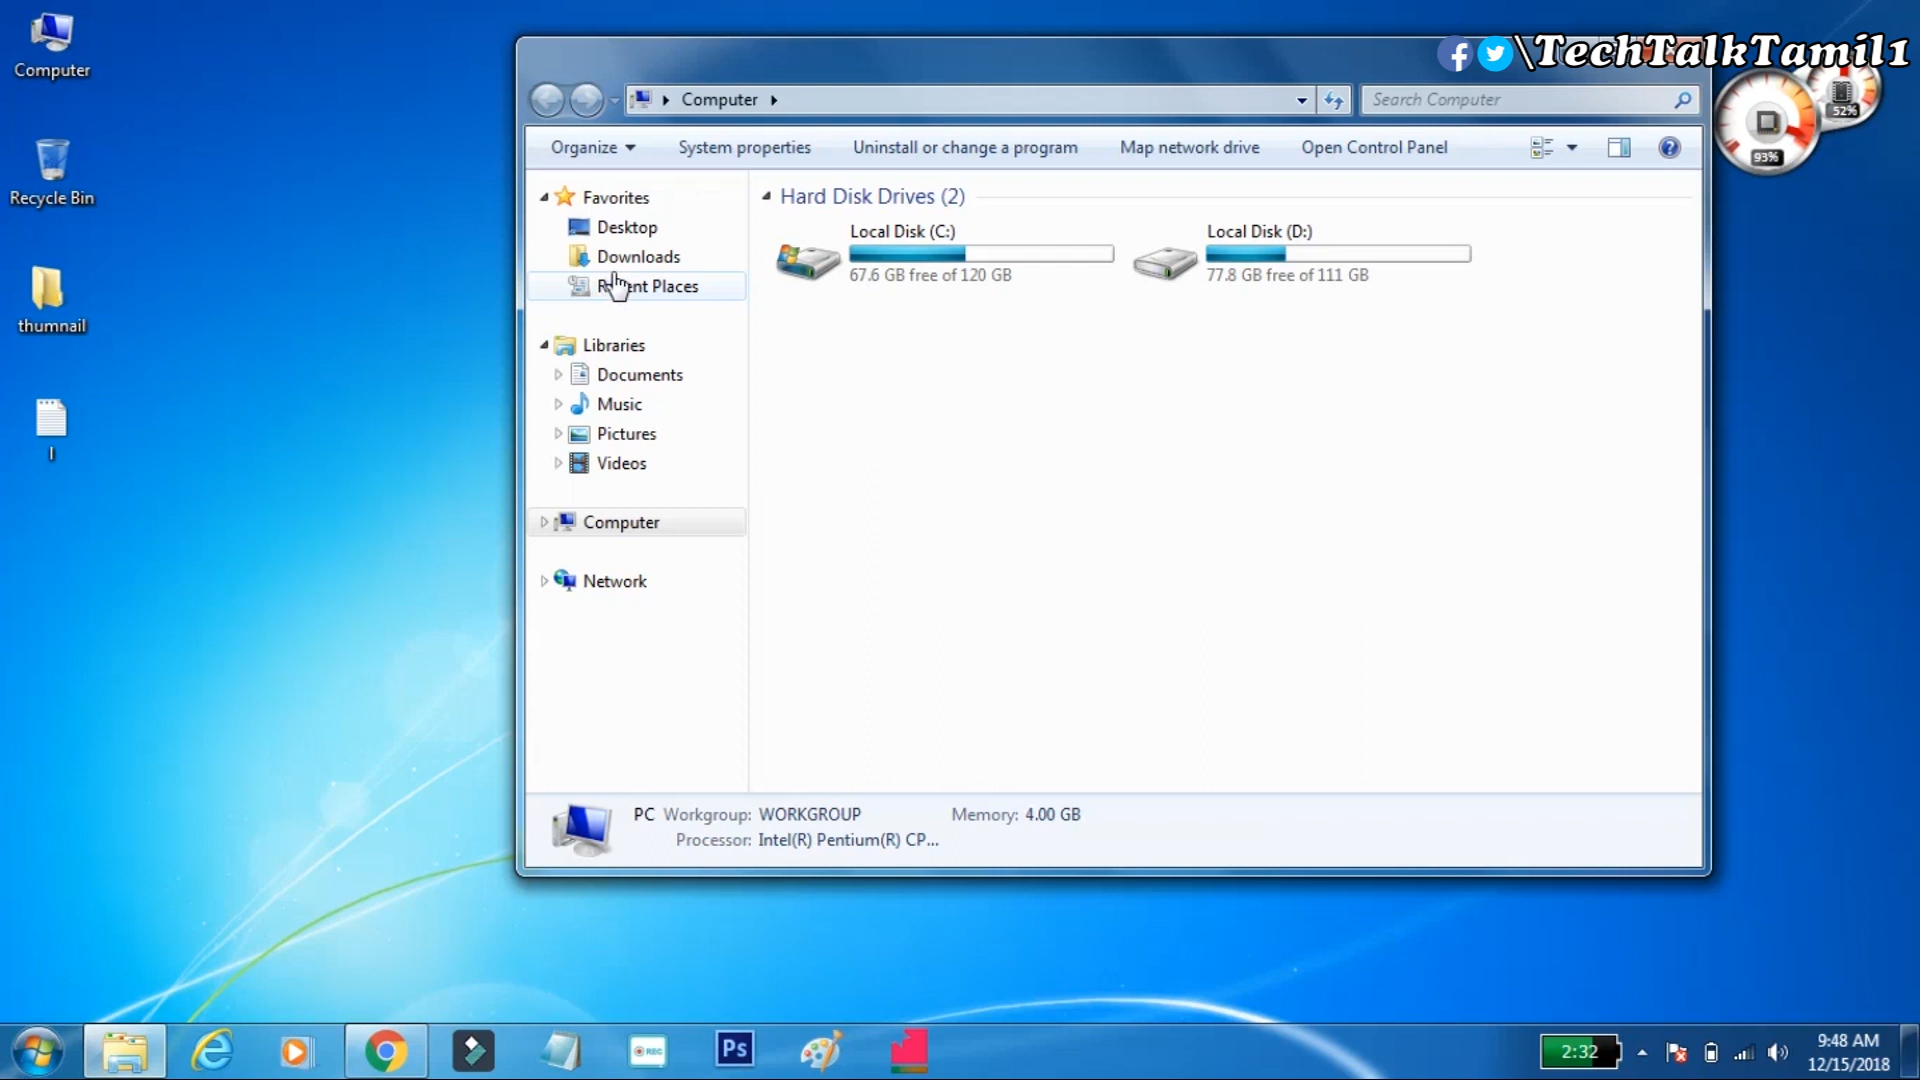 Computer
Recycle Bin
thumnail
l
\TechTalkTamil1
Computer
Search Computer
Organize
System properties
Uninstall or change a program
Map network drive
Open Control Panel
Favorites
Desktop
Downloads
Places
Libraries
Documents
Music
Pictures
Videos
Computer
Network
Hard Disk Drives (2)
Local Disk (C:)
67.6 GB free of 120 GB
Local Disk (D:)
77.8 GB free of 111 GB
PC Workgroup: WORKGROUP
Memory: 4.00 GB
Processor: Intel(R) Pentium(R) CP...
52%
93%
REC
Ps
2:32
9:48 AM
12/15/2018